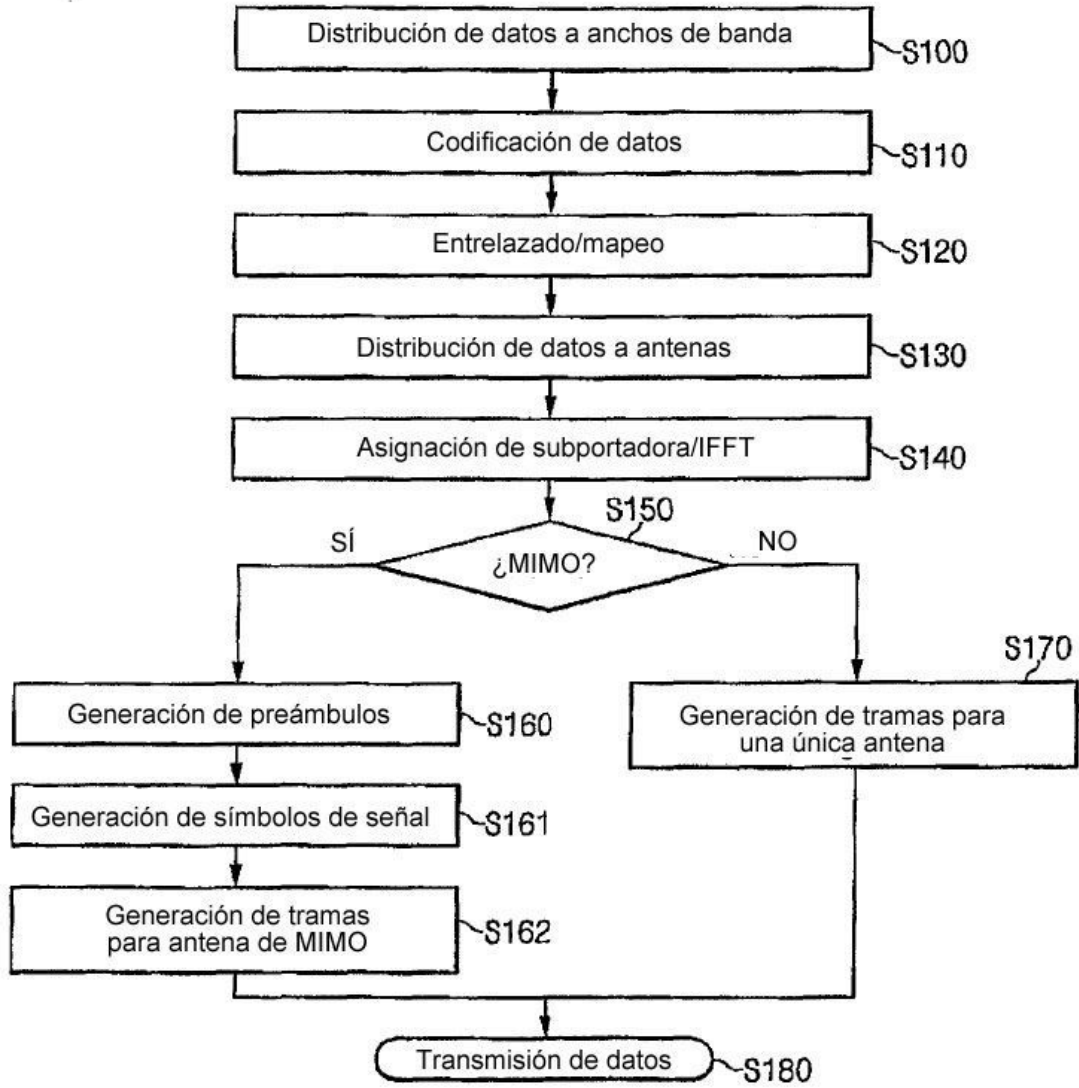 Distribución de datos a anchos de banda
S100
Codificación de datos
S110
Entrelazado/mapeo
S120
Distribución de datos a antenas
S130
Asignación de subportadora/IFFT
S140
S150
SÍ
¿MIMO?
NO
S170
Generación de preámbulos
S160
Generación de tramas para
una única antena
Generación de símbolos de señal
S161
Generación de tramas
para antena de MIMO
S162
Transmisión de datos
S180